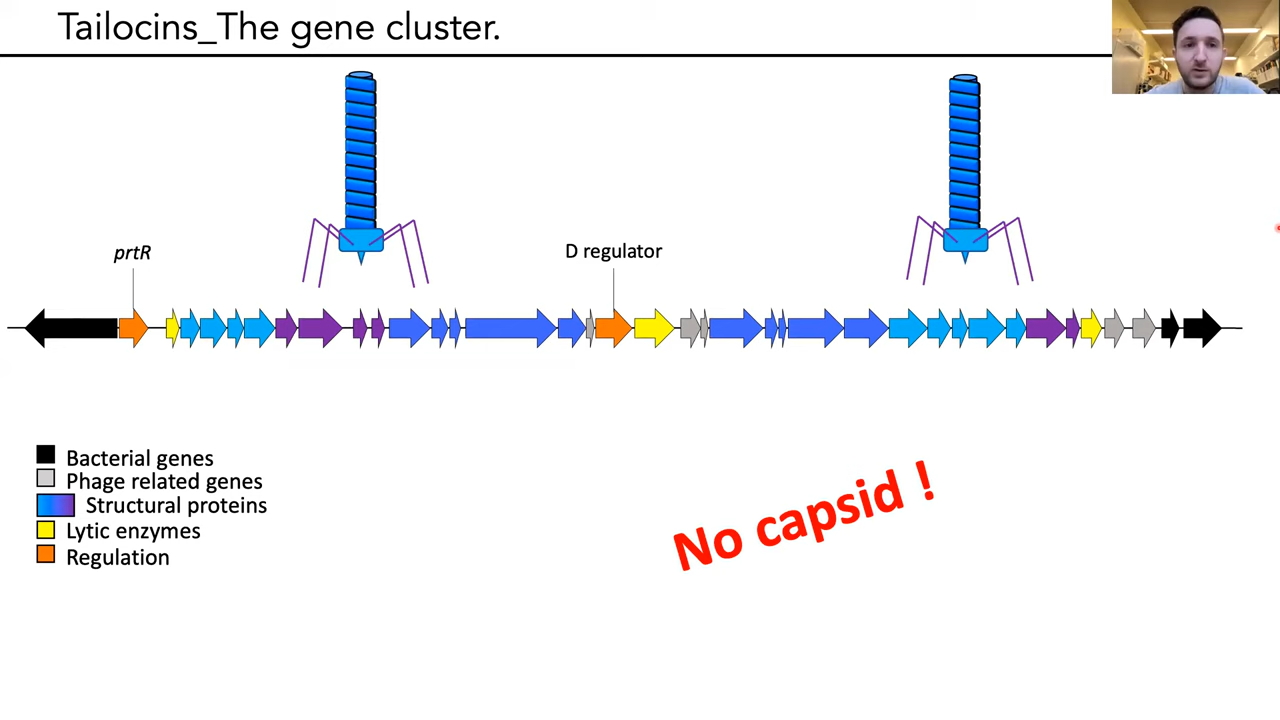 Tailocins_The gene cluster.
prtR
D regulator
Bacterial genes
Phage related genes
Structural proteins
Lytic enzymes
Regulation
No capsid !